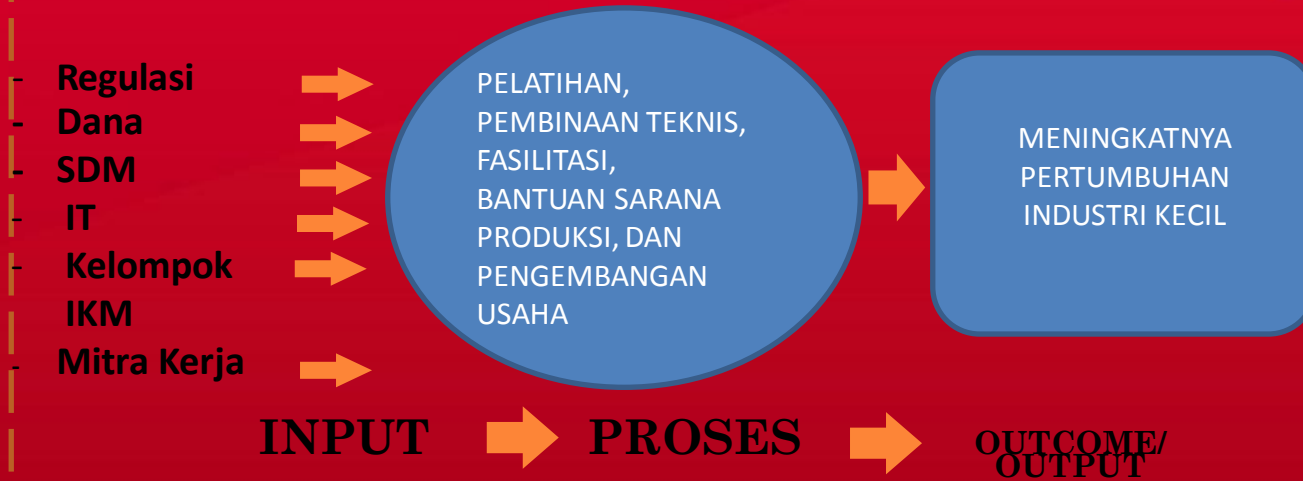 - Regulasi
- Dana
- SDM
- IT
- Kelompok
IKM
- Mitra Kerja
PELATIHAN,
PEMBINAAN TEKNIS,
FASILITASI,
BANTUAN SARANA
PRODUKSI, DAN
PENGEMBANGAN
USAHA
MENINGKATNYA
PERTUMBUHAN
INDUSTRI KECIL
INPUT
PROSES
OUTCOME/
OUTPUT